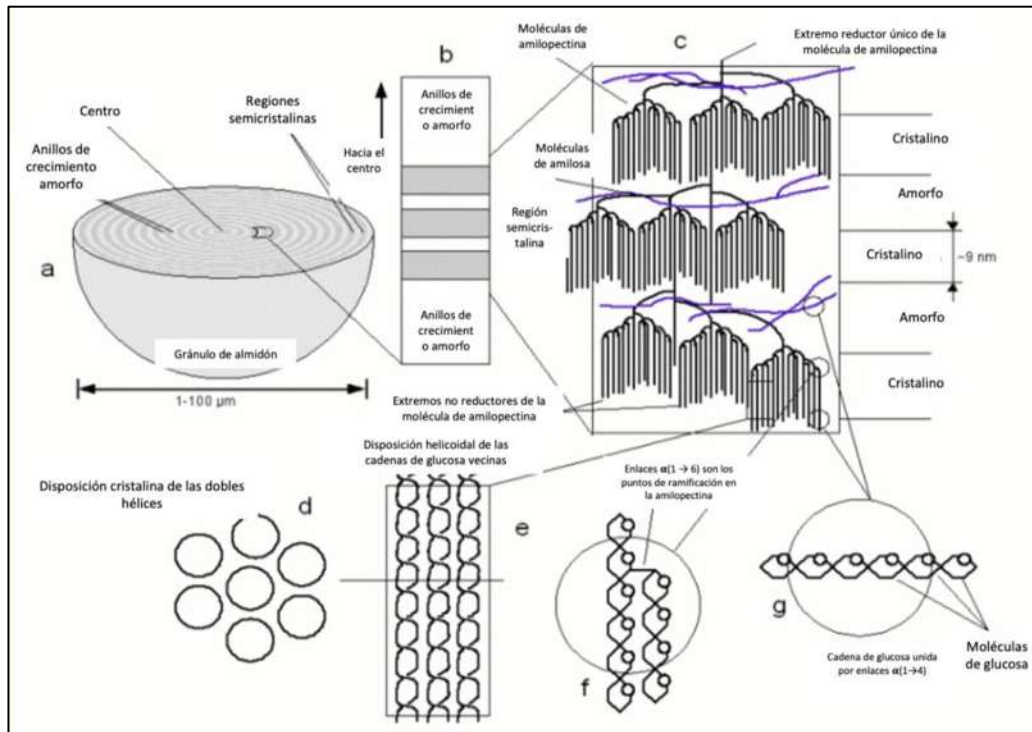 Moléculas de
amilopectina
c
Extremo reductor único de la
molécula de amilopectina
b
Centro
Regiones
semicristalinas
Anillos de
crecimiento
amorfo
Anillos de
crecimient
o amorfo
Hacia el
centro
Moléculas
de amilosa
Región
semicris-
talina
Cristalino
Amorfo
Cristalino
~9 nm
Amorfo
Cristalino
a
Anillos de
crecimient
o amorfo
Gránulo de almidón
1-100 µm
Extremos no reductores de la
molécula de amilopectina
Disposición helicoidal de las
cadenas de glucosa vecinas
Enlaces α(1 → 6) son los
puntos de ramificación en
la amilopectina
Disposición cristalina de las dobles
hélices
d
e
f
g
Cadena de glucosa unida
por enlaces α(1→4)
Moléculas
de glucosa